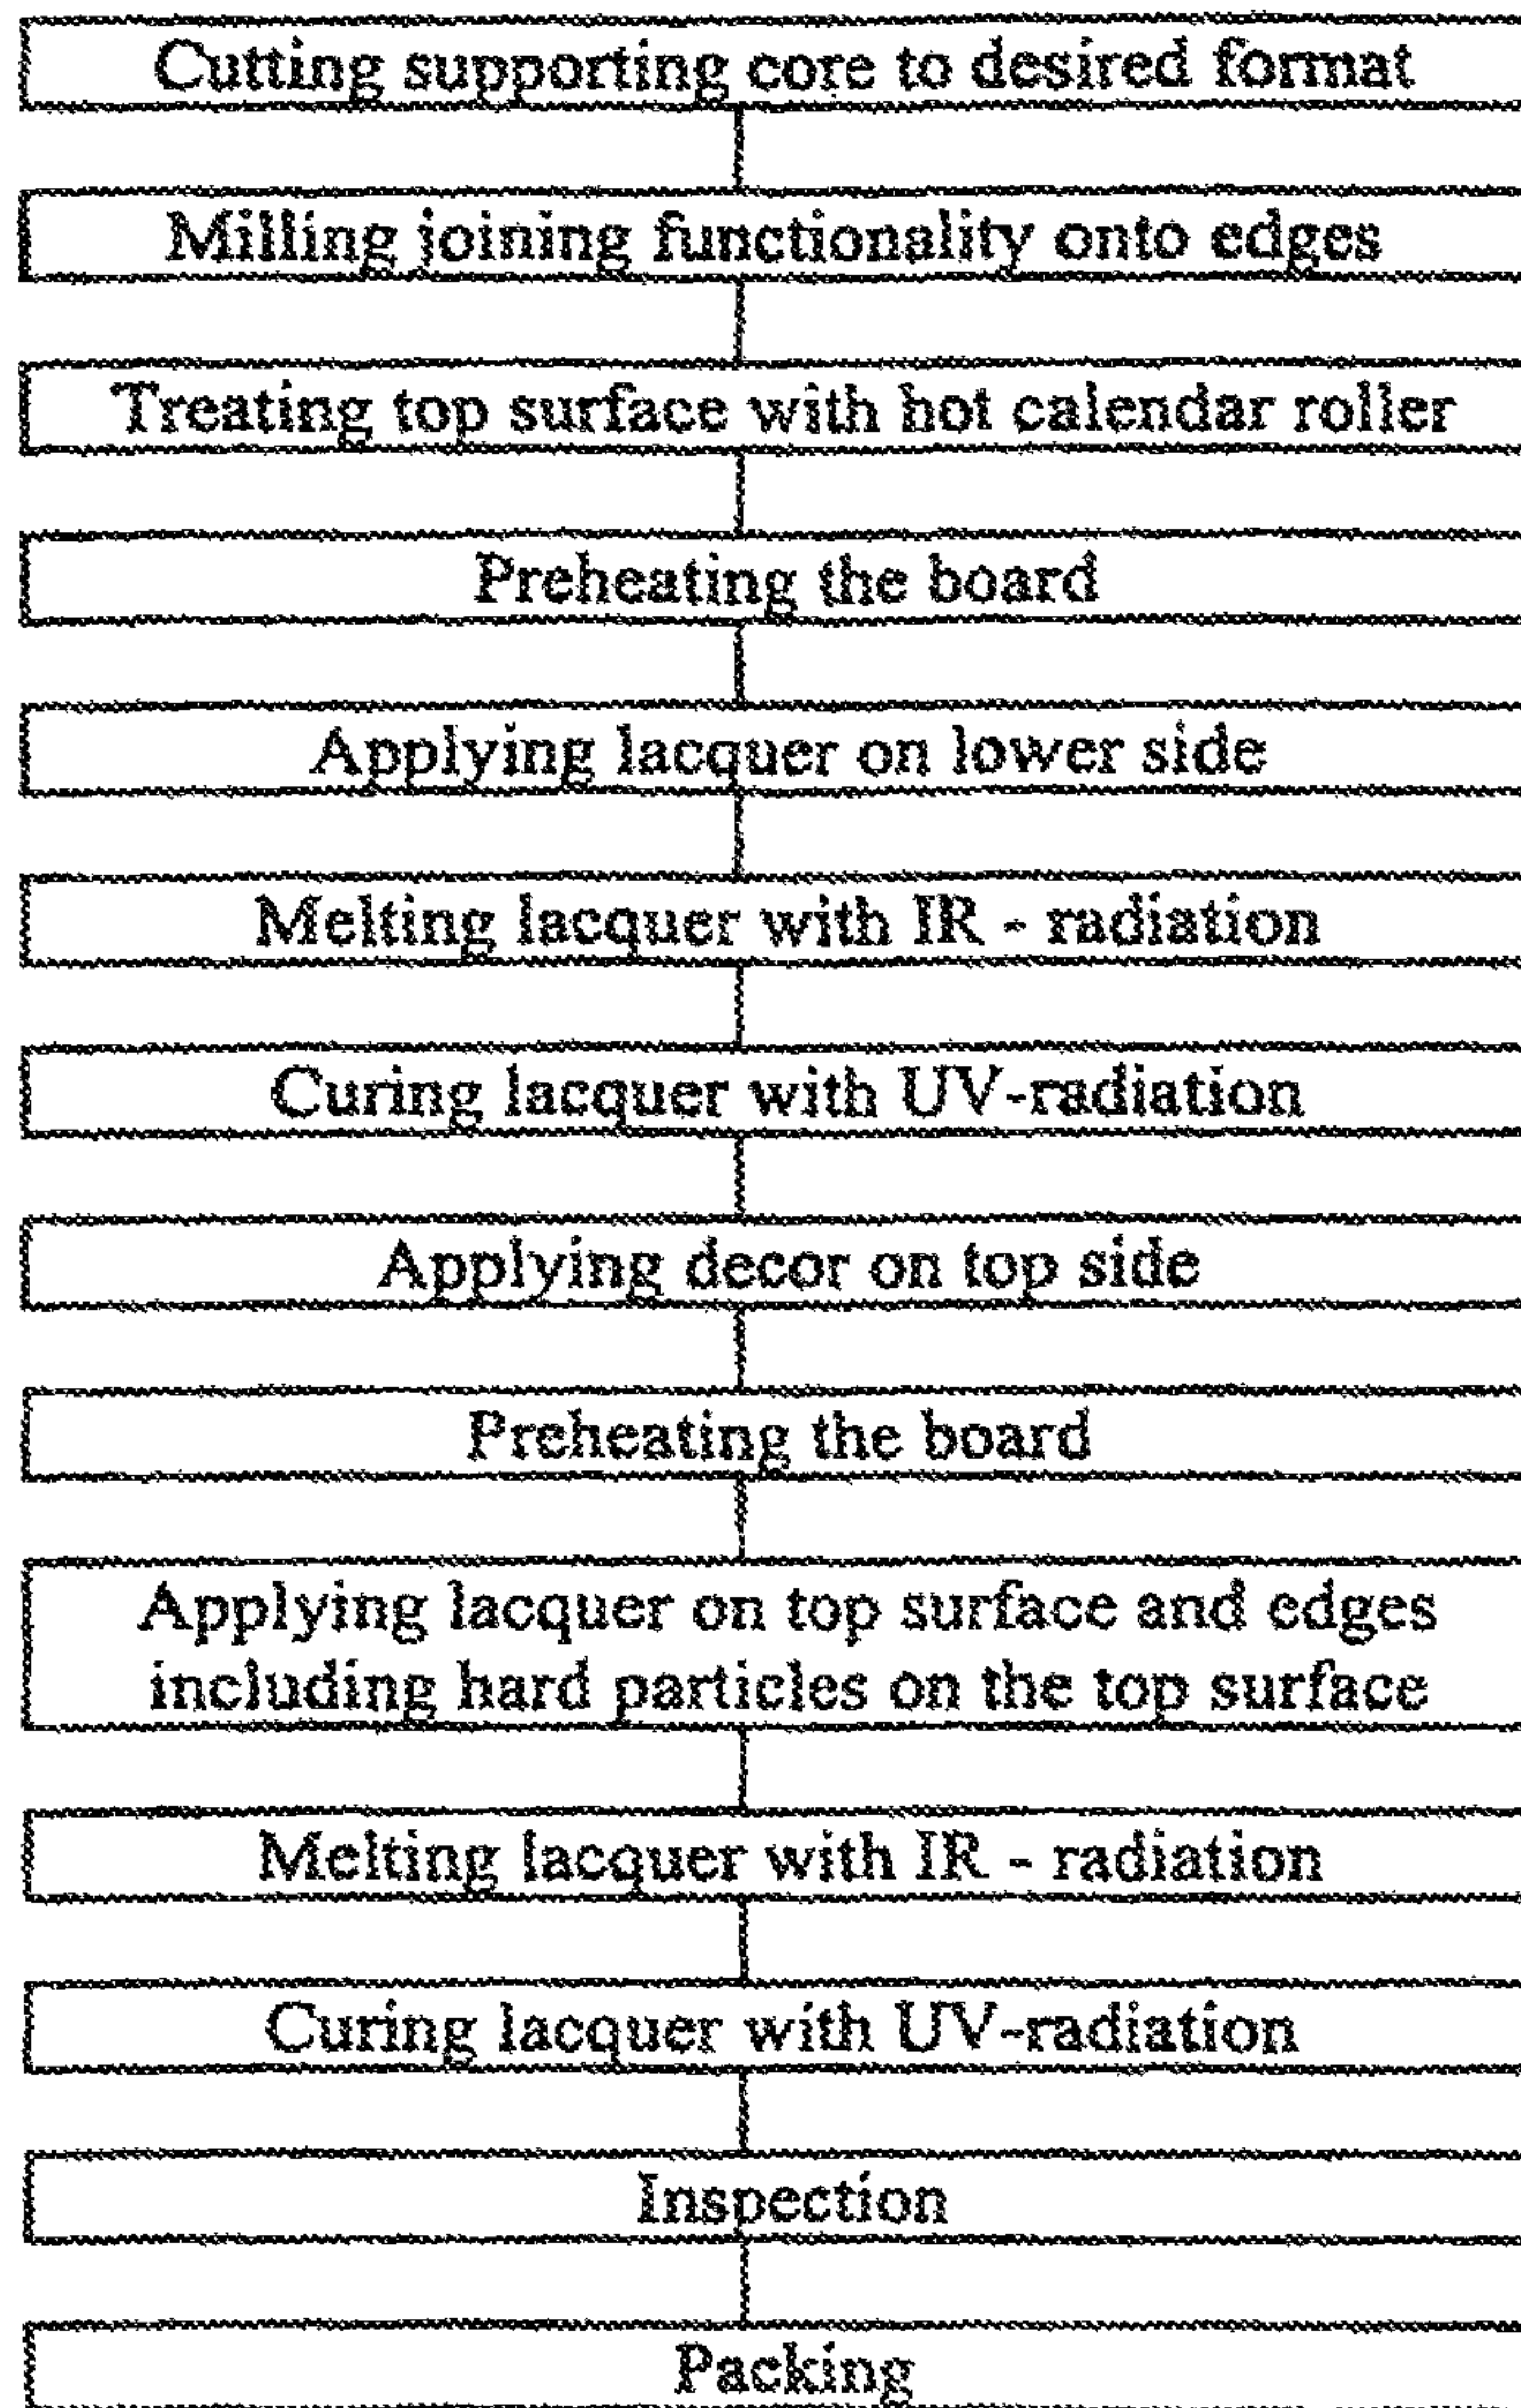 Cutting supporting core to desired format
Milling joining functionality onto edges
Treating top surface with hot calendar roller
Preheating the board
Applying lacquer on lower side
Melting lacquer with IR - radiation
Curing lacquer with UV-radiation
Applying decor on top side
Preheating the board
Applying lacquer on top surface and edges
including hard particles on the top surface
Melting lacquer with IR - radiation
Curing lacquer with UV-radiation
Inspection
Packing